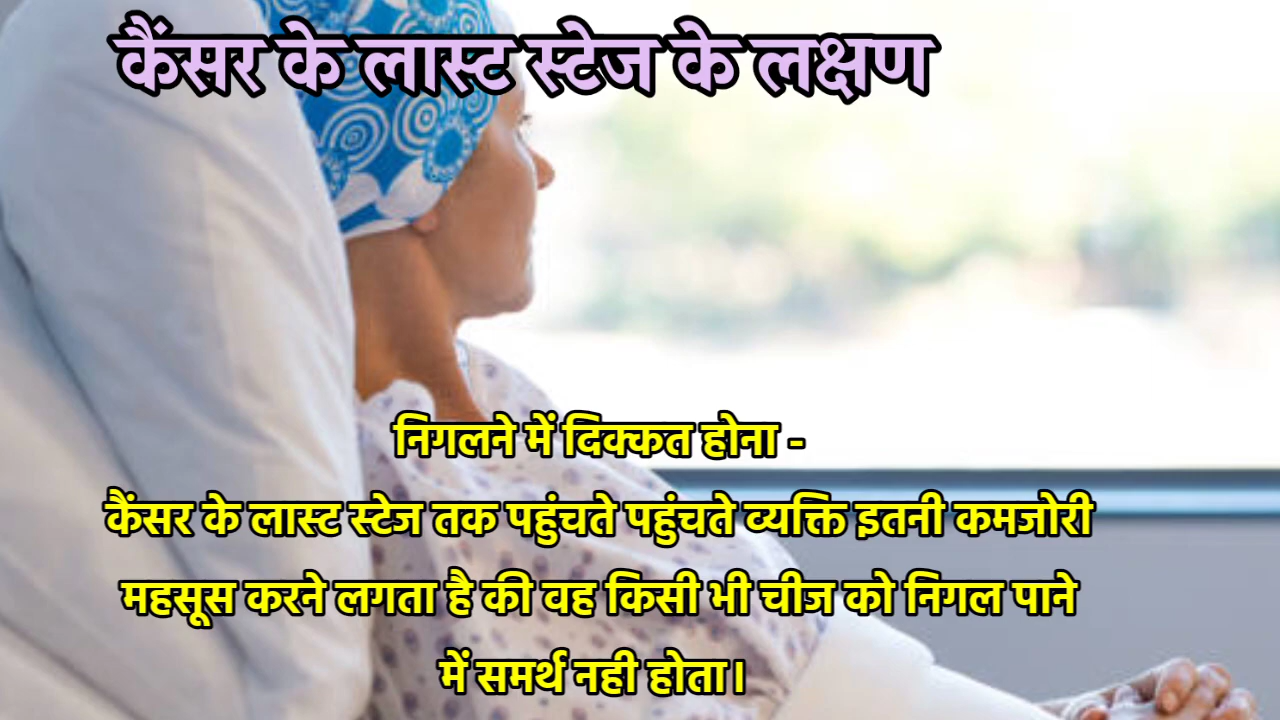 कैंसर के लास्ट स्टेज के लक्षण
निगलने में दिक्कत होना -
कैंसर के लास्ट स्टेज तक पहुंचते पहुंचते व्यक्ति इतनी कमजोरी
महसूस करने लगता है की वह किसी भी चीज को निगल पाने
में समर्थ नही होता।